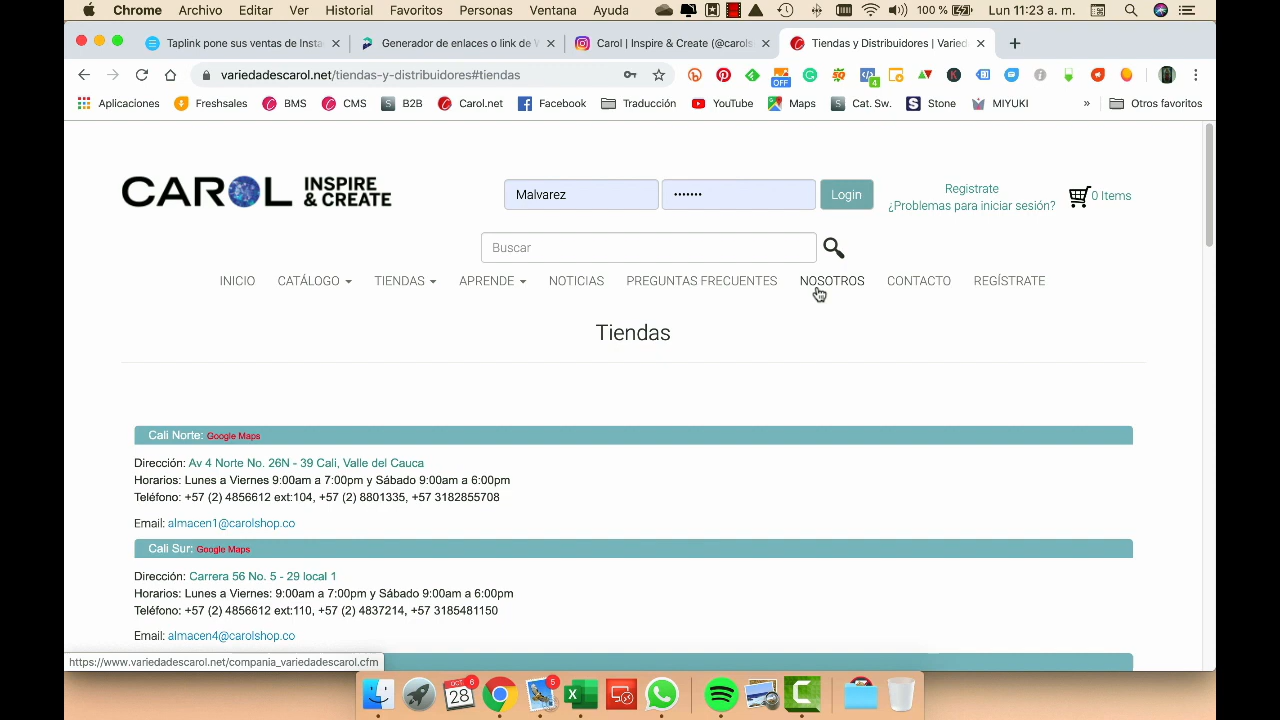 Chrome Archivo Editar Ver Historial Favoritos Personas Ventana Ayuda 100 % Lun 11:23 a. m.
Taplink pone sus ventas de Insta Generador de enlaces o link de Carol | Inspire & Create (@carols Tiendas y Distribuidores | Varied
variedadescarol.net/tiendas-y-distribuidores#tiendas OFF 4
Aplicaciones Freshsales BMS CMS B2B Carol.net Facebook Traducción YouTube Maps Cat. Sw. Stone MIYUKI » Otros favoritos
CAROL INSPIRE & CREATE
Malvarez ••••••• Login
Registrate
¿Problemas para iniciar sesión?
0 Items
Buscar
INICIO CATÁLOGO TIENDAS APRENDE NOTICIAS PREGUNTAS FRECUENTES NOSOTROS CONTACTO REGÍSTRATE
Tiendas
Cali Norte: Google Maps
Dirección: Av 4 Norte No. 26N - 39 Cali, Valle del Cauca
Horarios: Lunes a Viernes 9:00am a 7:00pm y Sábado 9:00am a 6:00pm
Teléfono: +57 (2) 4856612 ext:104, +57 (2) 8801335, +57 3182855708
Email: almacen1@carolshop.co
Cali Sur: Google Maps
Dirección: Carrera 56 No. 5 - 29 local 1
Horarios: Lunes a Viernes: 9:00am a 7:00pm y Sábado 9:00am a 6:00pm
Teléfono: +57 (2) 4856612 ext:110, +57 (2) 4837214, +57 3185481150
Email: almacen4@carolshop.co
https://www.variedadescarol.net/compania_variedadescarol.cfm
OCT 28 6 5